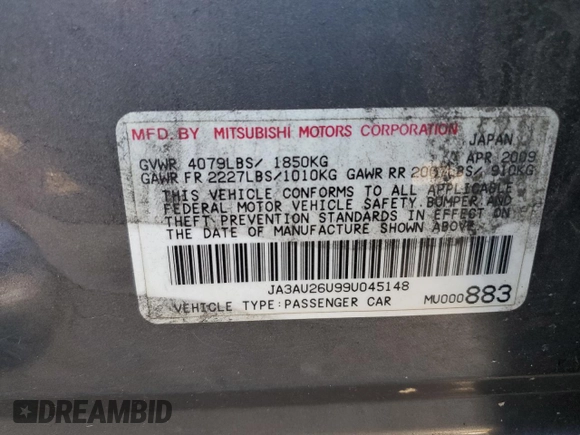 MFD. BY MITSUBISHI MOTORS CORPORATION
JAPAN
GVWR 4079LBS/ 1850KG APR 2009
GAWR FR 2227LBS/1010KG GAWR RR 2007LBS/ 910KG
THIS VEHICLE CONFORMS TO ALL APPLICABLE
FEDERAL MOTOR VEHICLE SAFETY, BUMPER, AND
THEFT PREVENTION STANDARDS IN EFFECT ON
THE DATE OF MANUFACTURE SHOWN ABOVE.
JA3AU26U99U045148
VEHICLE TYPE:PASSENGER CAR MU000883
DREAMBID